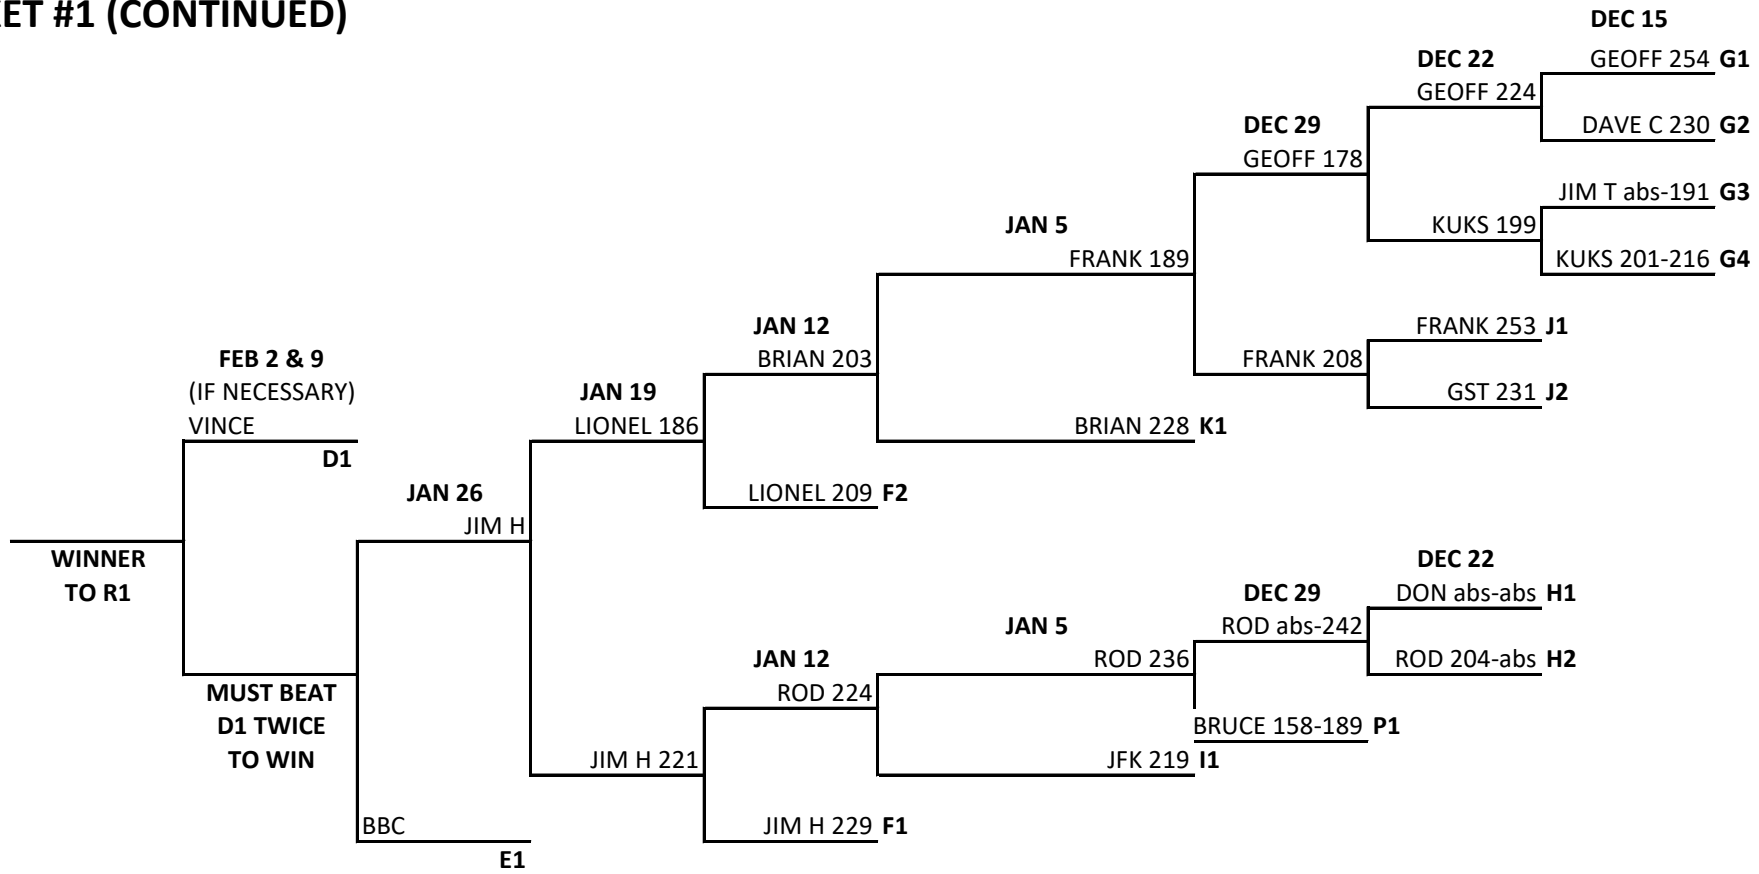 ET #1 (CONTINUED)
DEC 15
DEC 22
GEOFF 254 G1
GEOFF 224
DEC 29
DAVE C 230 G2
GEOFF 178
JIM T abs-191 G3
JAN 5
KUKS 199
FRANK 189
KUKS 201-216 G4
JAN 12
FRANK 253 J1
FEB 2 & 9
BRIAN 203
FRANK 208
(IF NECESSARY)
JAN 19
GST 231 J2
VINCE
LIONEL 186
BRIAN 228 K1
D1
JAN 26
LIONEL 209 F2
JIM H
WINNER
TO R1
DEC 22
DEC 29
DON abs-abs H1
JAN 5
ROD abs-242
JAN 12
ROD 236
ROD 204-abs H2
MUST BEAT
D1 TWICE
TO WIN
ROD 224
BRUCE 158-189 P1
JIM H 221
JFK 219 I1
BBC
JIM H 229 F1
E1